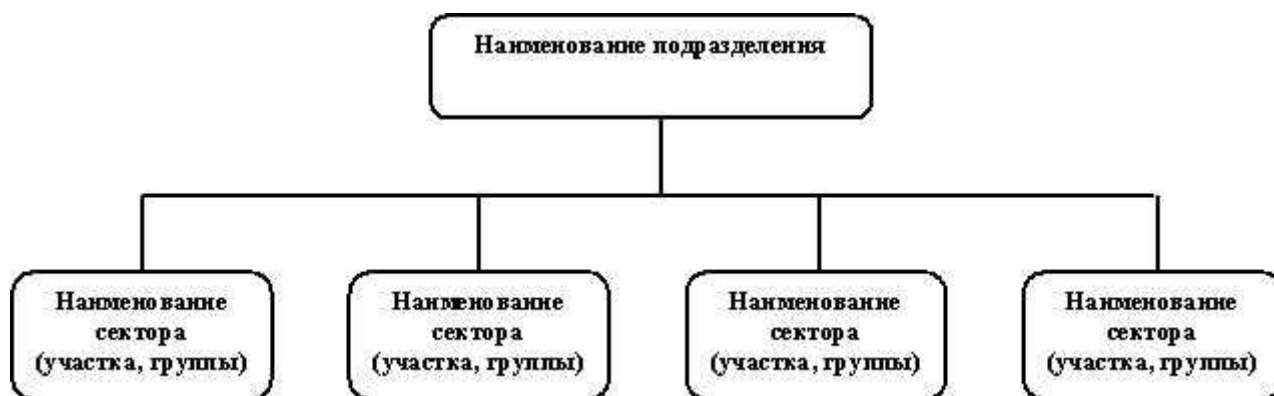 Наименование подразделения
Наименование
сектора
(участка, группы)
Наименование
сектора
(участка, группы)
Наименование
сектора
(участка, группы)
Наименование
сектора
(участка, группы)